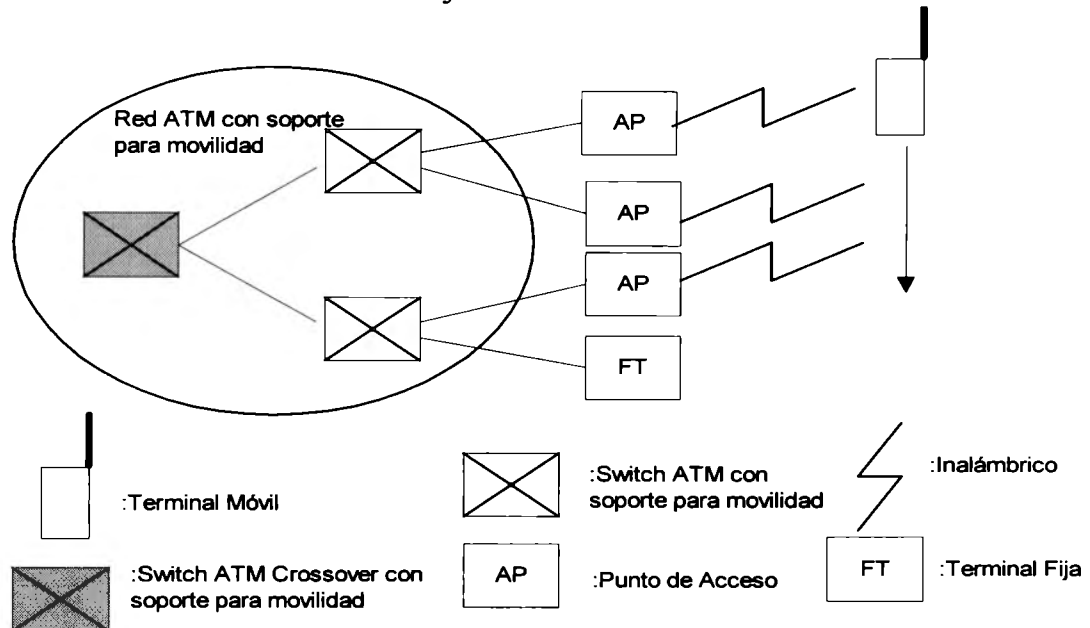 Red ATM con soporte
para movilidad
AP
AP
AP
FT
:Terminal Móvil
:Switch ATM con
soporte para movilidad
:Inalámbrico
:Switch ATM Crossover con
soporte para movilidad
AP
:Punto de Acceso
FT
:Terminal Fija